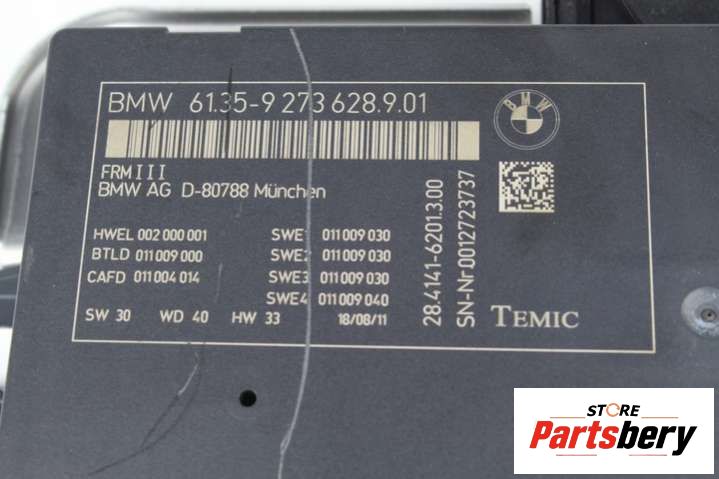 BMW 61.35-9 273 628.9.01
BMW
FRM III
BMW AG D-80788 München
HWEL 002 000 001 SWE1 011 009 030
BTLD 011 009 000 SWE2 011 009 030
CAFD 011 004 014 SWE3 011 009 030
SWE4 011 009 040
SW 30 WD 40 HW 33 18/08/11
28.4141-6201.3.00
SN-Nr 0012723737
TEMIC
STORE
Partsbery